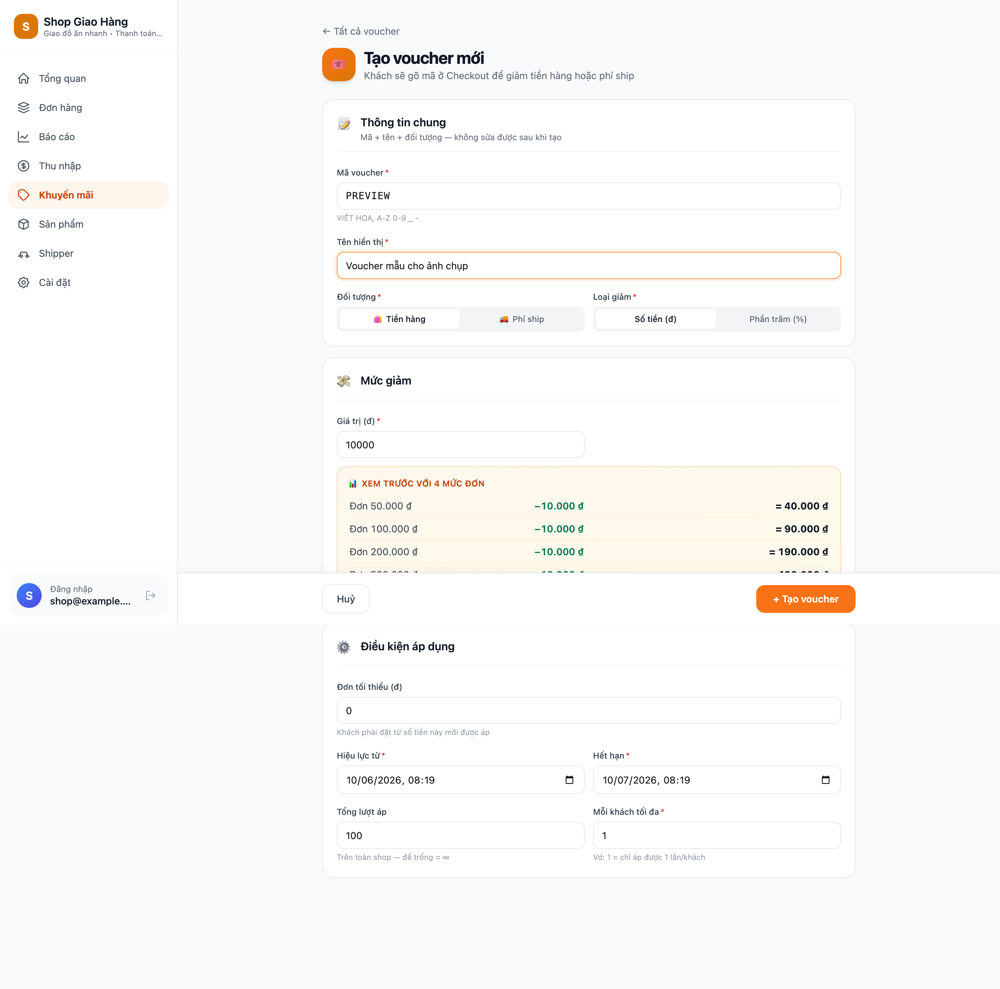 S
Shop Giao Hàng
Giao đồ ăn nhanh • Thanh toán...
Tổng quan
Đơn hàng
Báo cáo
Thu nhập
Khuyến mãi
Sản phẩm
Shipper
Cài đặt
S
Đăng nhập
shop@example....
← Tất cả voucher
Tạo voucher mới
Khách sẽ gõ mã ở Checkout để giảm tiền hàng hoặc phí ship
Thông tin chung
Mã + tên + đối tượng — không sửa được sau khi tạo
Mã voucher *
PREVIEW
VIẾT HOA, A-Z 0-9 _ -
Tên hiển thị *
Voucher mẫu cho ảnh chụp
Đối tượng * Loại giảm *
Tiền hàng Phí ship Số tiền (đ) Phần trăm (%)
Mức giảm
Giá trị (đ) *
10000
XEM TRƯỚC VỚI 4 MỨC ĐƠN
Đơn 50.000 ₫ −10.000 ₫ = 40.000 ₫
Đơn 100.000 ₫ −10.000 ₫ = 90.000 ₫
Đơn 200.000 ₫ −10.000 ₫ = 190.000 ₫
Huỷ + Tạo voucher
Điều kiện áp dụng
Đơn tối thiểu (đ)
0
Khách phải đặt từ số tiền này mới được áp
Hiệu lực từ * Hết hạn *
10/06/2026, 08:19 10/07/2026, 08:19
Tổng lượt áp Mỗi khách tối đa *
100 1
Trên toàn shop — để trống = ∞ Vd: 1 = chỉ áp được 1 lần/khách